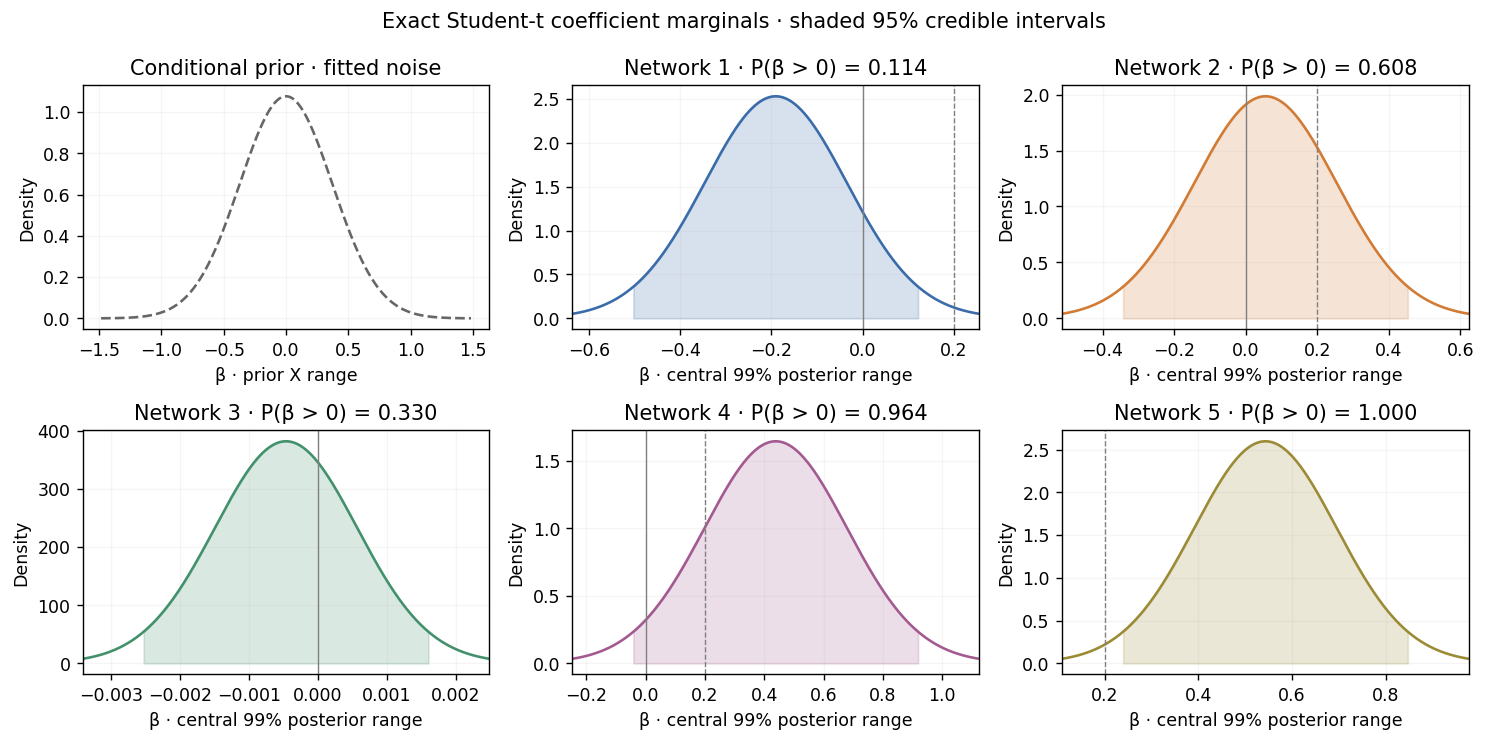 Exact Student-t coefficient marginals · shaded 95% credible intervals
Conditional prior · fitted noise
Density
1.0
0.8
0.6
0.4
0.2
0.0
−1.5 −1.0 −0.5 0.0 0.5 1.0 1.5
β · prior X range
Network 1 · P(β > 0) = 0.114
Density
2.5
2.0
1.5
1.0
0.5
0.0
−0.6 −0.4 −0.2 0.0 0.2
β · central 99% posterior range
Network 2 · P(β > 0) = 0.608
Density
2.0
1.5
1.0
0.5
0.0
−0.4 −0.2 0.0 0.2 0.4 0.6
β · central 99% posterior range
Network 3 · P(β > 0) = 0.330
Density
400
300
200
100
0
−0.003 −0.002 −0.001 0.000 0.001 0.002
β · central 99% posterior range
Network 4 · P(β > 0) = 0.964
Density
1.5
1.0
0.5
0.0
−0.2 0.0 0.2 0.4 0.6 0.8 1.0
β · central 99% posterior range
Network 5 · P(β > 0) = 1.000
Density
2.5
2.0
1.5
1.0
0.5
0.0
0.2 0.4 0.6 0.8
β · central 99% posterior range